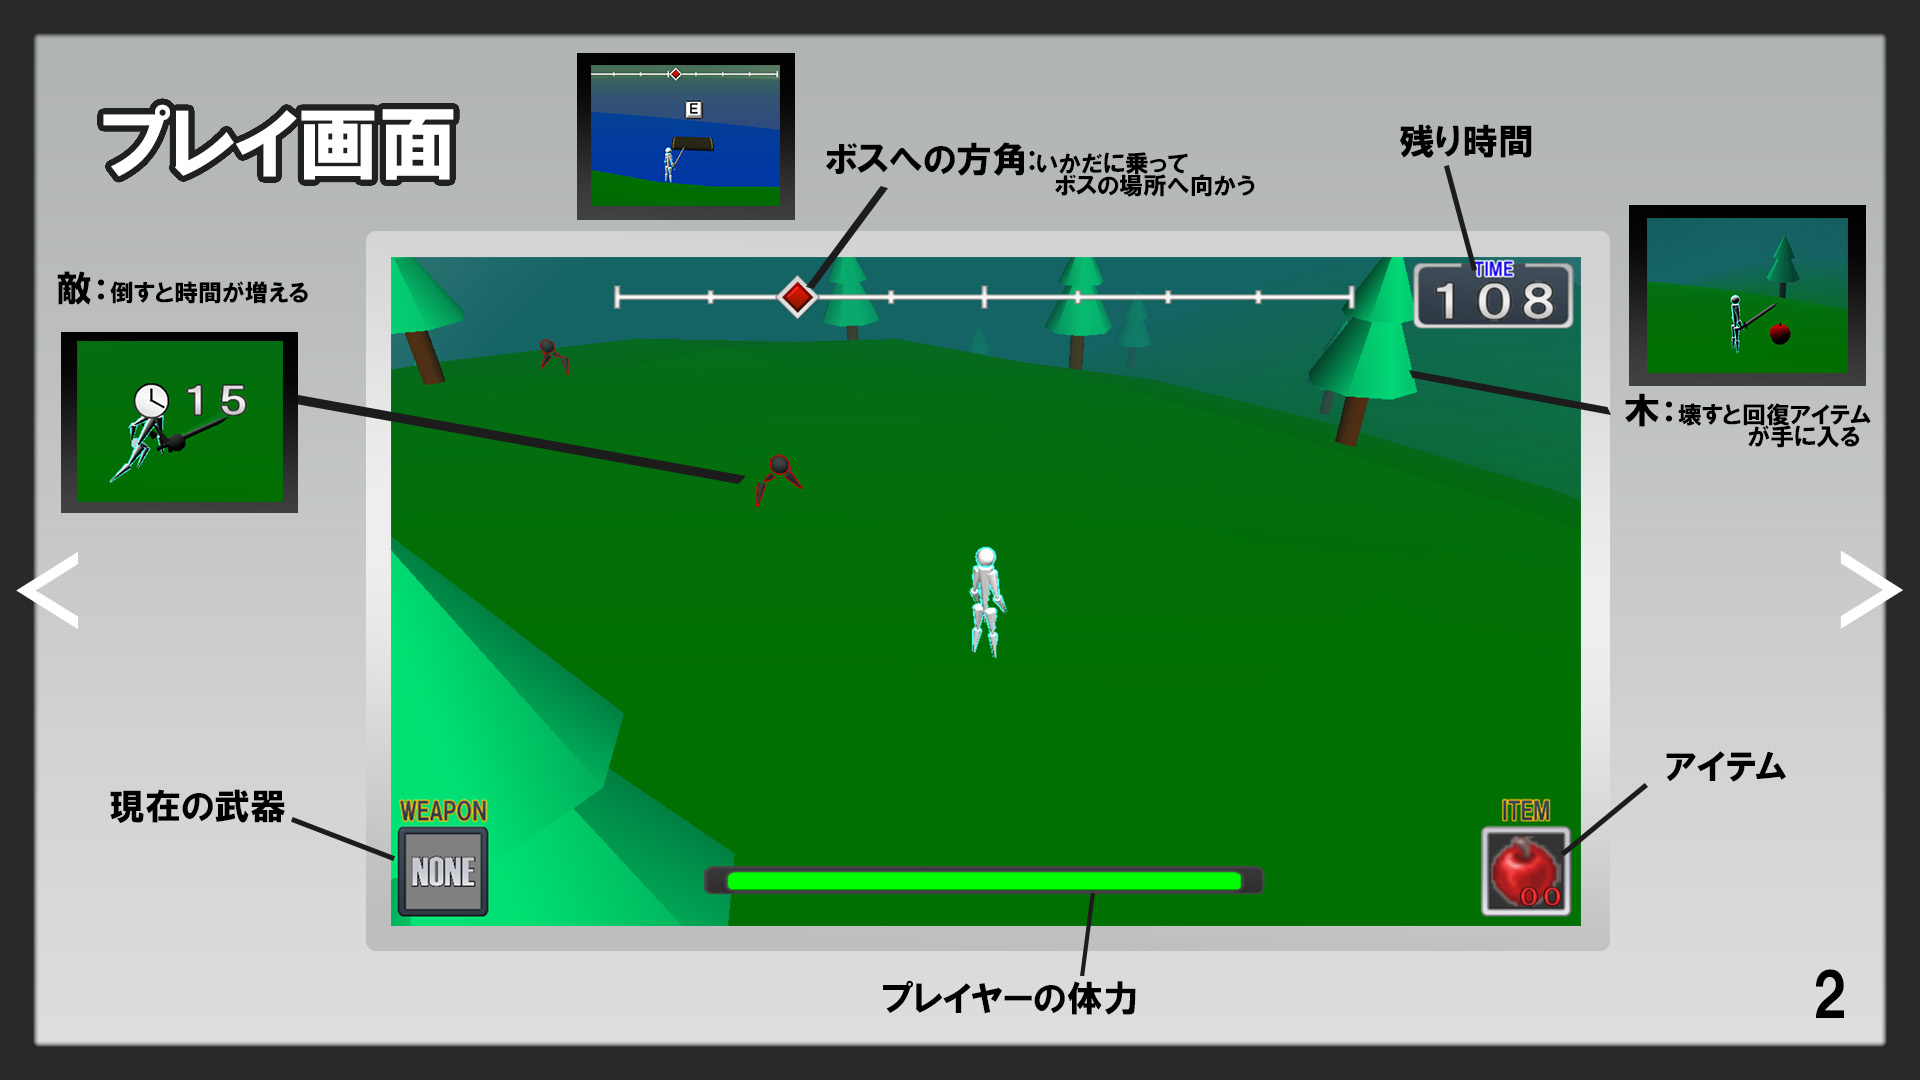 プレイ画面
E
ボスへの方角:いかだに乗って
ボスの場所へ向かう
残り時間
敵:倒すと時間が増える
15
TIME
108
木:壊すと回復アイテム
が手に入る
現在の武器
WEAPON
NONE
アイテム
ITEM
00
プレイヤーの体力
2